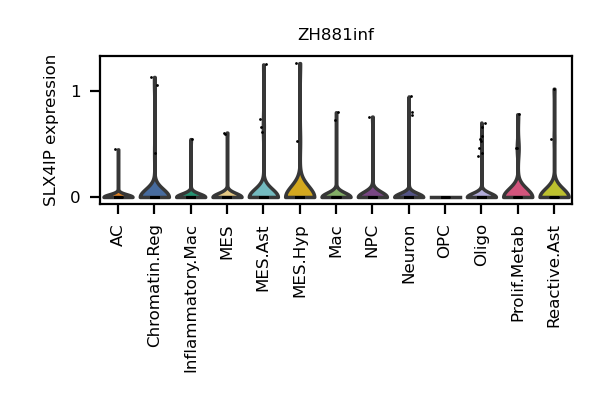 ZH881inf
SLX4IP expression
1
0
AC
Chromatin.Reg
Inflammatory.Mac
MES
MES.Ast
MES.Hyp
Mac
NPC
Neuron
OPC
Oligo
Prolif.Metab
Reactive.Ast